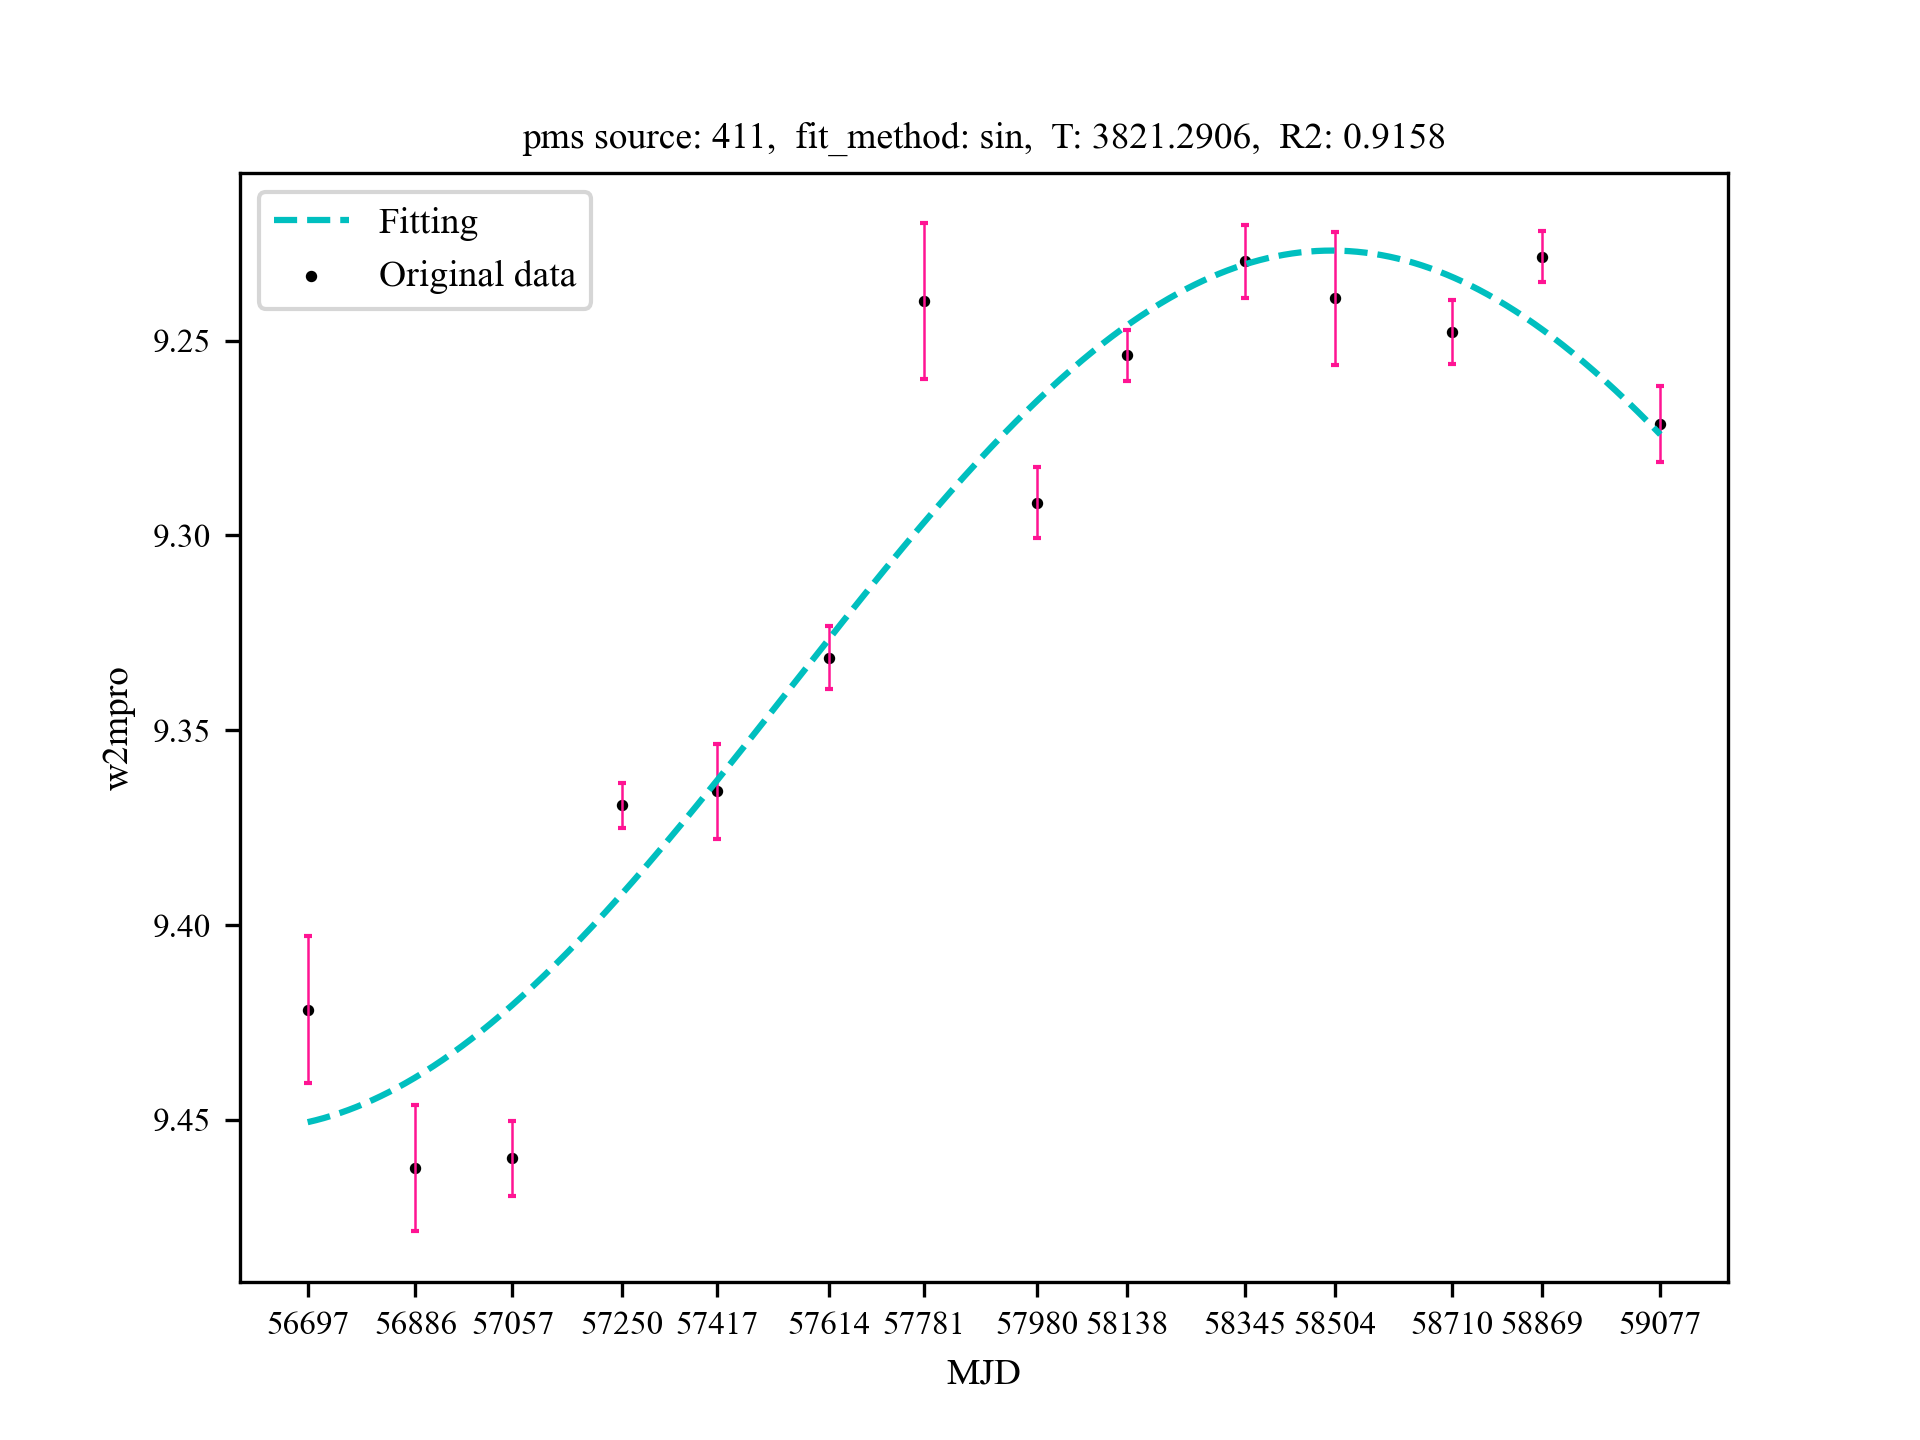 pms source: 411,  fit_method: sin,  T: 3821.2906,  R2: 0.9158
Fitting
Original data
9.25
9.30
9.35
9.40
9.45
w2mpro
56697 56886 57057 57250 57417 57614 57781 57980 58138 58345 58504 58710 58869 59077
MJD